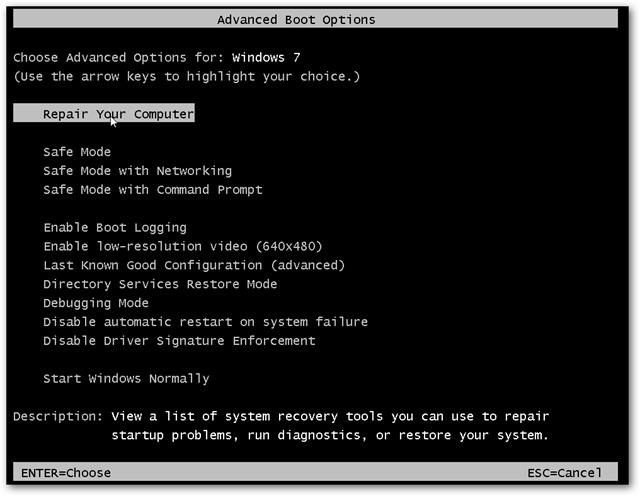 Advanced Boot Options
Choose Advanced Options for: Windows 7
(Use the arrow keys to highlight your choice.)
Repair Your Computer
Safe Mode
Safe Mode with Networking
Safe Mode with Command Prompt
Enable Boot Logging
Enable low-resolution video (640x480)
Last Known Good Configuration (advanced)
Directory Services Restore Mode
Debugging Mode
Disable automatic restart on system failure
Disable Driver Signature Enforcement
Start Windows Normally
Description: View a list of system recovery tools you can use to repair
startup problems, run diagnostics, or restore your system.
ENTER=Choose ESC=Cancel